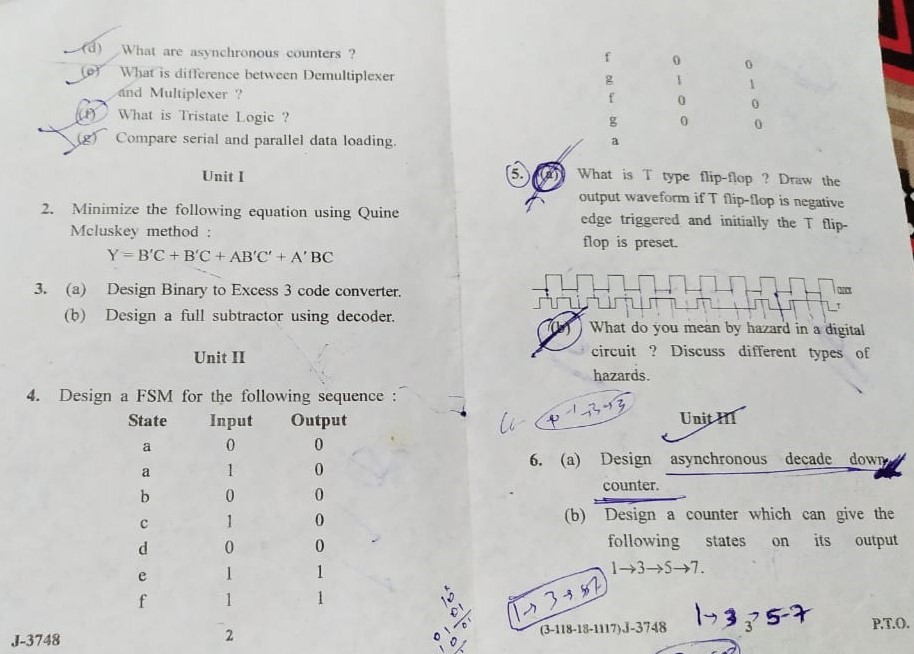 (d) What are asynchronous counters ?
(e) What is difference between Demultiplexer
and Multiplexer ?
(f) What is Tristate Logic ?
(g) Compare serial and parallel data loading.
Unit I
2. Minimize the following equation using Quine
Mcluskey method :
Y = B'C + B'C + AB'C' + A' BC
3. (a) Design Binary to Excess 3 code converter.
(b) Design a full subtractor using decoder.
Unit II
4. Design a FSM for the following sequence :
State Input Output
a 0 0
a 1 0
b 0 0
c 1 0
d 0 0
e 1 1
f 1 1
J-3748
2
f 0 0
g 1 1
f 0 0
g 0 0
a
5. (a) What is T type flip-flop ? Draw the
output waveform if T flip-flop is negative
edge triggered and initially the T flip-
flop is preset.
(b) What do you mean by hazard in a digital
circuit ? Discuss different types of
hazards.
Unit III
6. (a) Design asynchronous decade down
counter.
(b) Design a counter which can give the
following states on its output
1→3→5→7.
1→3→57
(3-118-18-1117) J-3748
3
1→3→5-7
P.T.O.